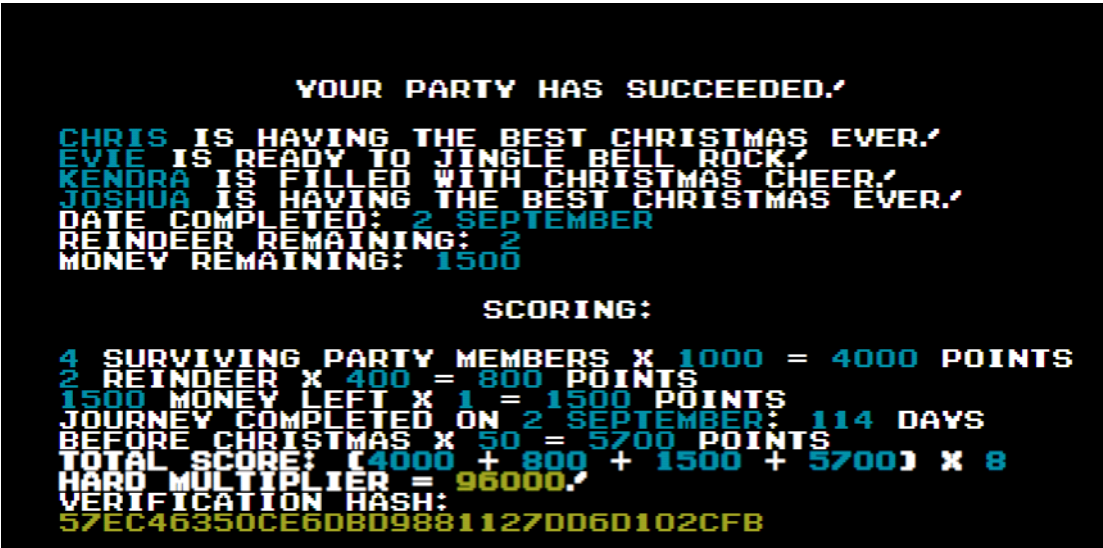 YOUR PARTY HAS SUCCEEDED!
CHRIS IS HAVING THE BEST CHRISTMAS EVER!
EVIE IS READY TO JINGLE BELL ROCK!
KENDRA IS FILLED WITH CHRISTMAS CHEER!
JOSHUA IS HAVING THE BEST CHRISTMAS EVER!
DATE COMPLETED: 2 SEPTEMBER
REINDEER REMAINING: 2
MONEY REMAINING: 1500
SCORING:
4 SURVIVING PARTY MEMBERS X 1000 = 4000 POINTS
2 REINDEER X 400 = 800 POINTS
1500 MONEY LEFT X 1 = 1500 POINTS
JOURNEY COMPLETED ON 2 SEPTEMBER: 114 DAYS
BEFORE CHRISTMAS X 50 = 5700 POINTS
TOTAL SCORE: (4000 + 800 + 1500 + 5700) X 8
HARD MULTIPLIER = 96000!
VERIFICATION HASH:
57EC46350CE6DBD9881127DD6D102CFB